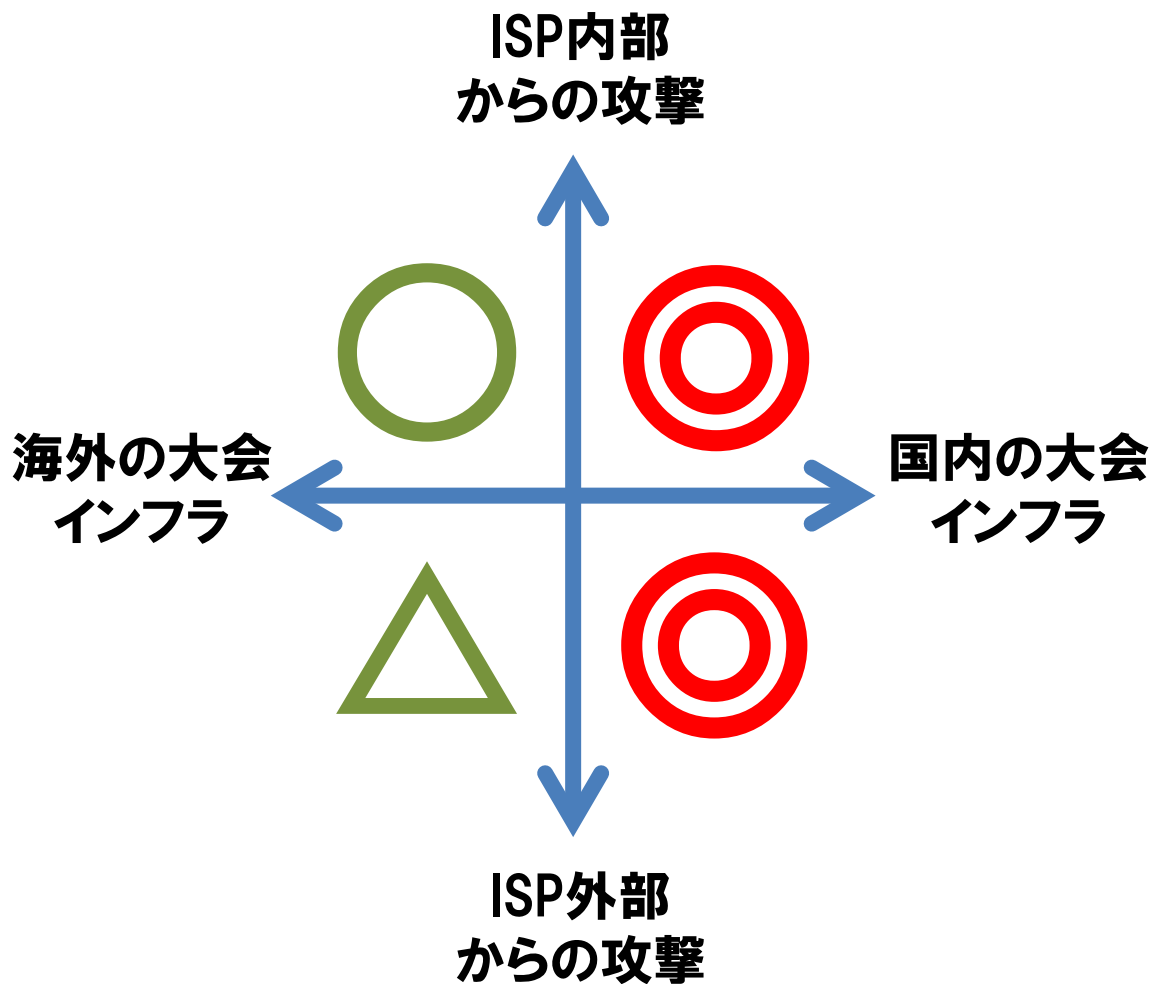 ISP内部
からの攻撃
海外の大会
インフラ
国内の大会
インフラ
ISP外部
からの攻撃